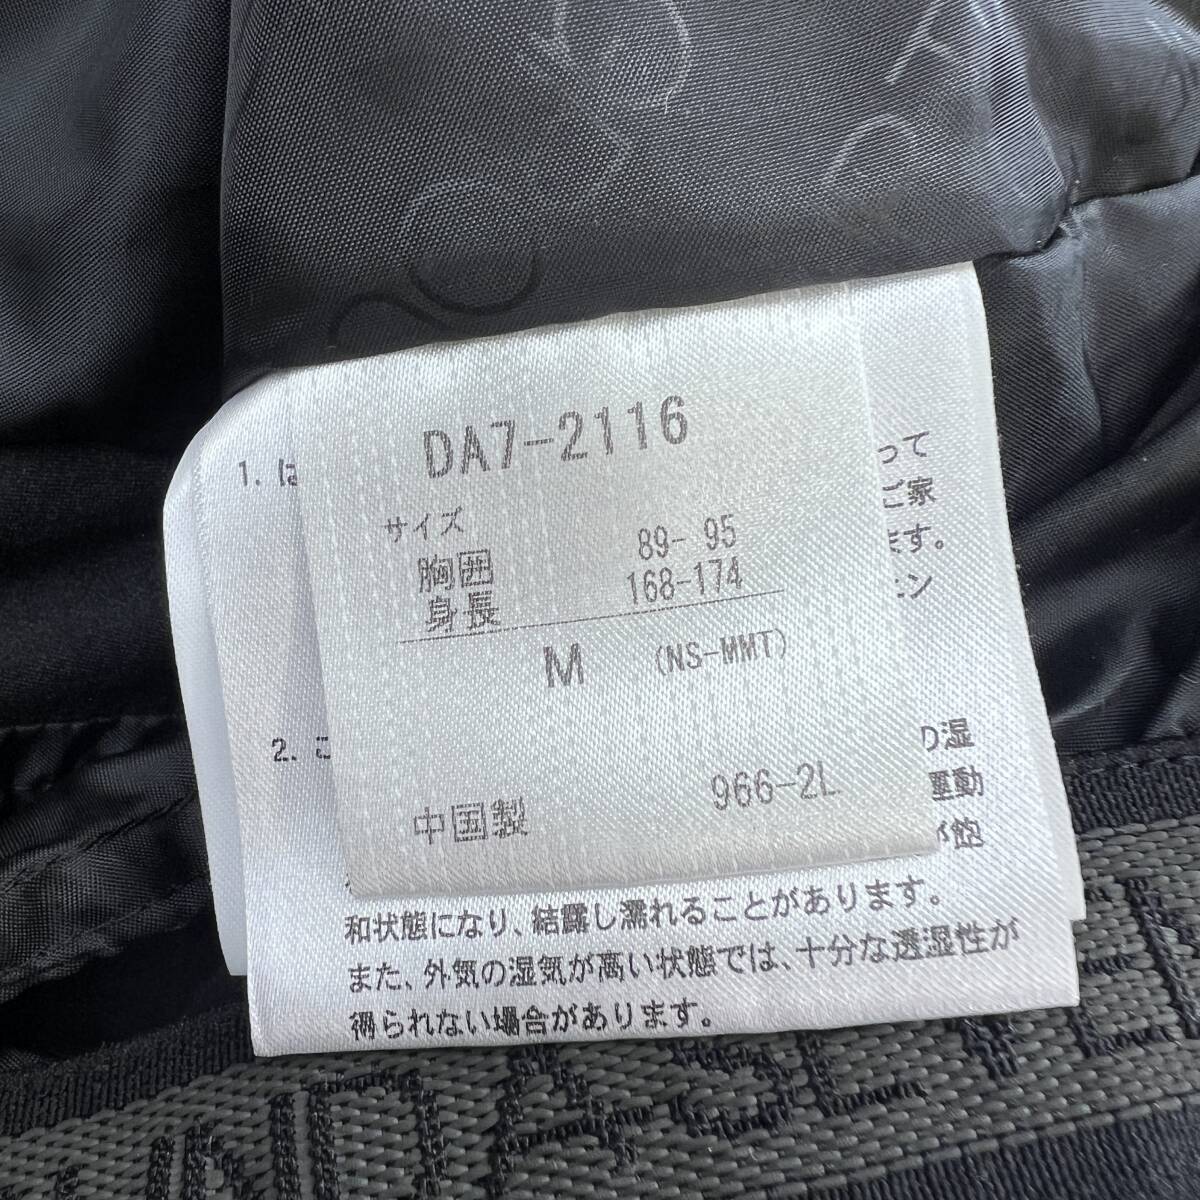 DA7-2116
サイズ
胸囲 89- 95
身長 168-174
M (NS-MMT)
966-2L
中国製
1. は
って
ご家
ます。
2. こ
の湿
重動
が飽
和状態になり、結露し濡れることがあります。
また、外気の湿気が高い状態では、十分な透湿性が
得られない場合があります。